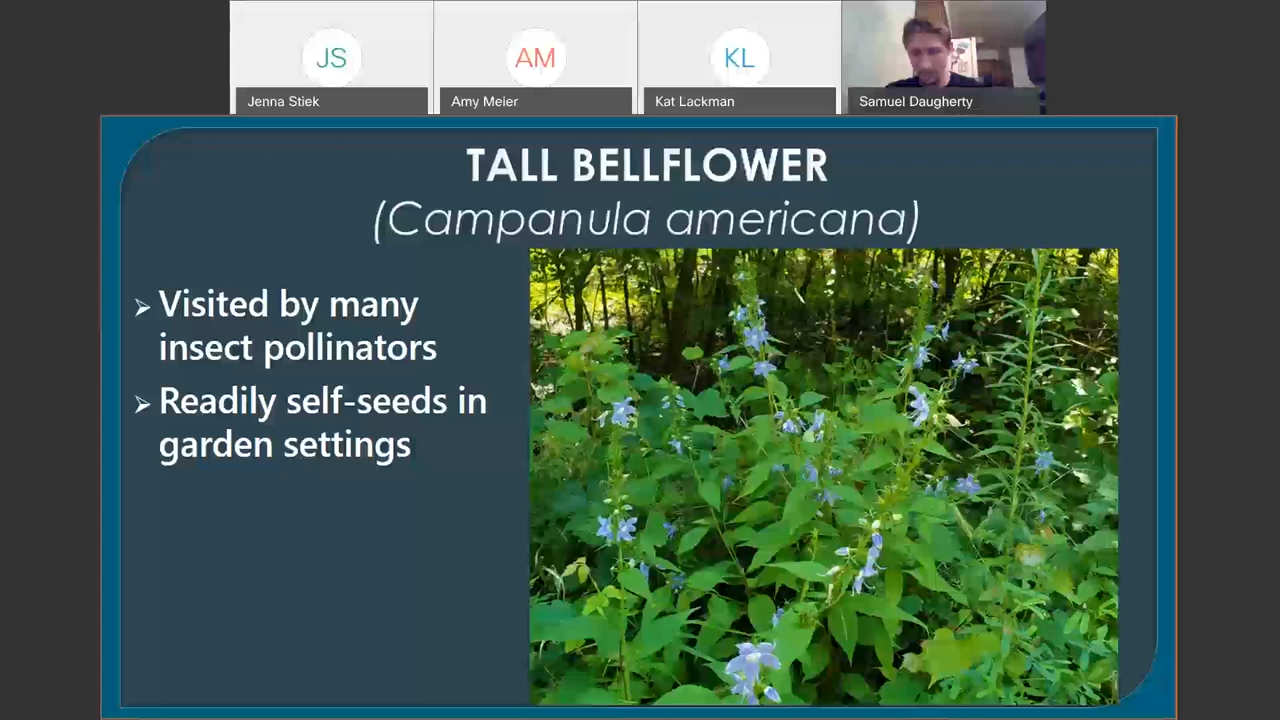 JS
AM
KL
Jenna Stiek
Amy Meier
Kat Lackman
Samuel Daugherty
TALL BELLFLOWER
(Campanula americana)
Visited by many
insect pollinators
Readily self-seeds in
garden settings